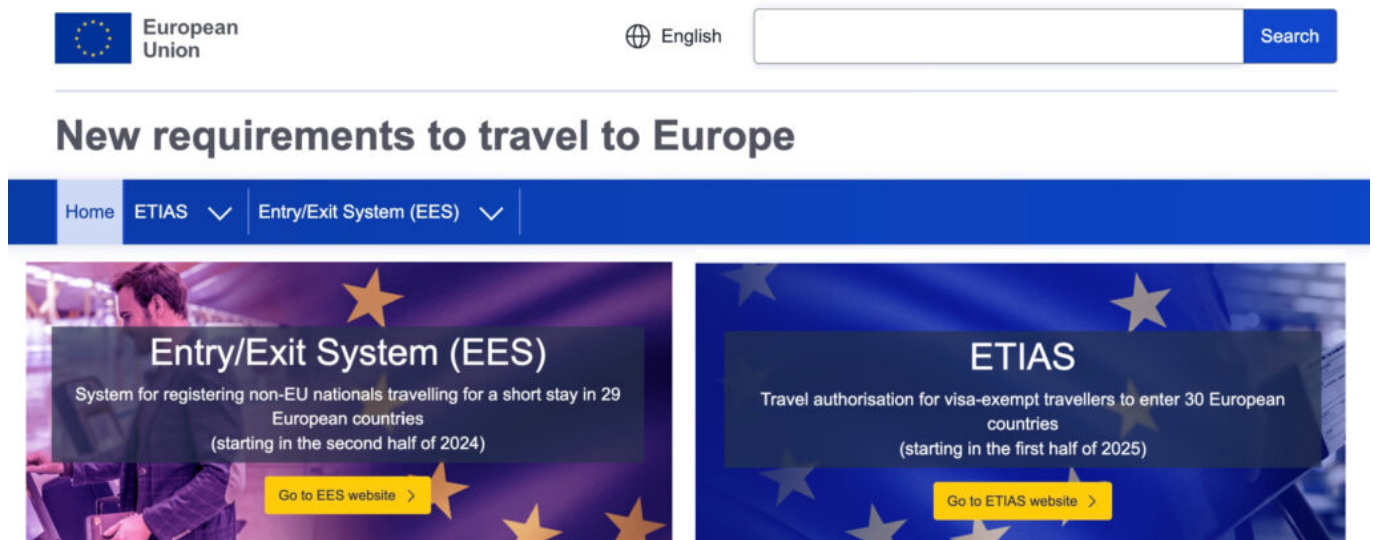 European
Union
English
Search
New requirements to travel to Europe
Home
ETIAS
Entry/Exit System (EES)
Entry/Exit System (EES)
System for registering non-EU nationals travelling for a short stay in 29
European countries
(starting in the second half of 2024)
Go to EES website
ETIAS
Travel authorisation for visa-exempt travellers to enter 30 European
countries
(starting in the first half of 2025)
Go to ETIAS website